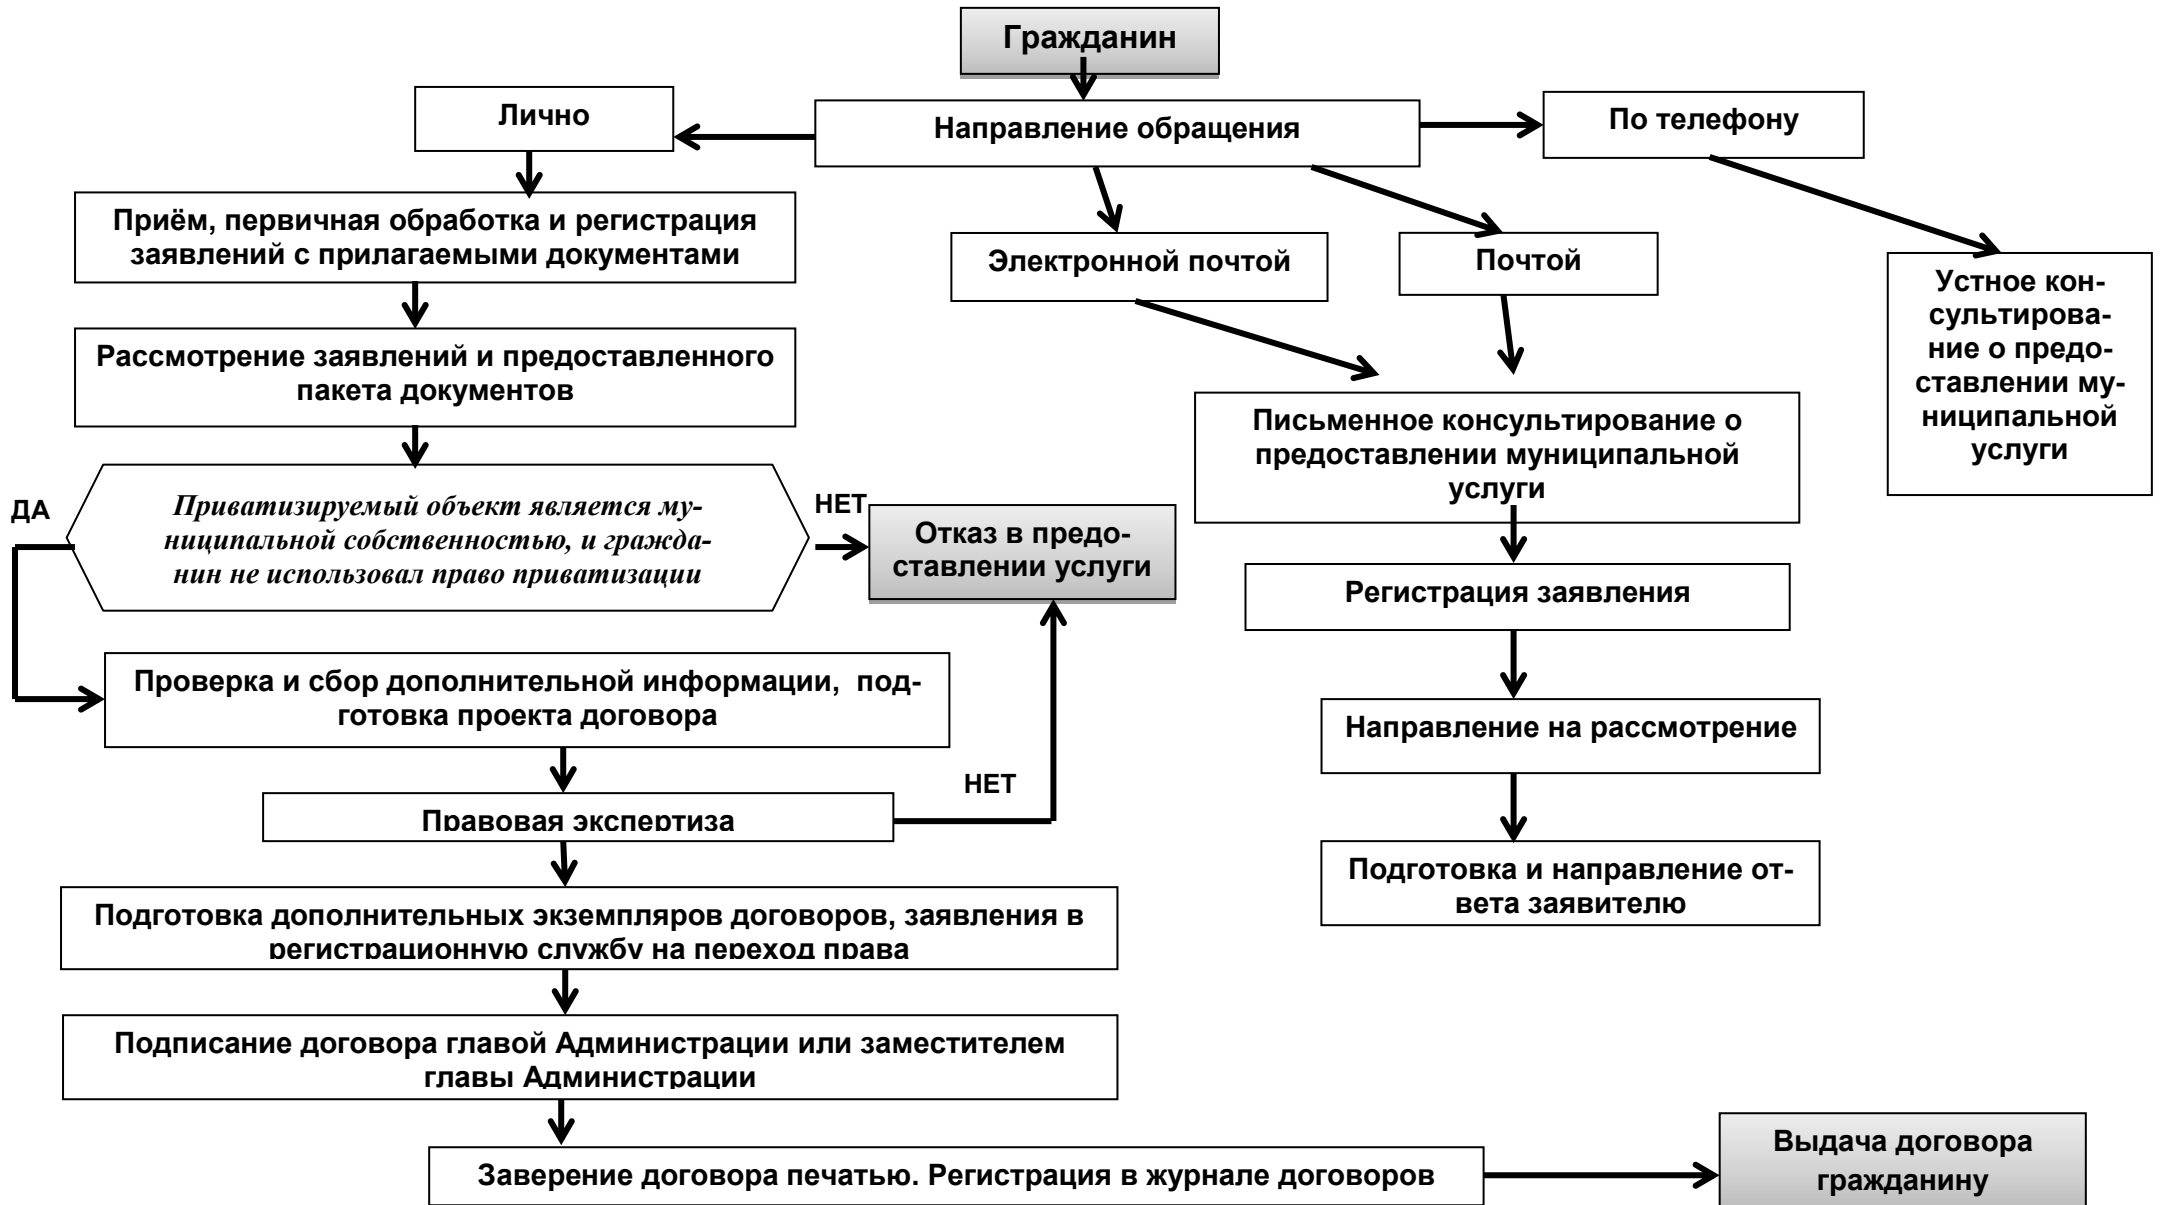 Гражданин
Лично
Направление обращения
По телефону
Приём, первичная обработка и регистрация
заявлений с прилагаемыми документами
Электронной почтой
Почтой
Устное кон-
сультирова-
ние о предо-
ставлении му-
ниципальной
услуги
Рассмотрение заявлений и предоставленного
пакета документов
Письменное консультирование о
предоставлении муниципальной
услуги
ДА
Приватизируемый объект является му-
ниципальной собственностью, и гражда-
нин не использовал право приватизации
НЕТ
Отказ в предо-
ставлении услуги
Регистрация заявления
Проверка и сбор дополнительной информации, под-
готовка проекта договора
Направление на рассмотрение
НЕТ
Правовая экспертиза
Подготовка и направление от-
вета заявителю
Подготовка дополнительных экземпляров договоров, заявления в
регистрационную службу на переход права
Подписание договора главой Администрации или заместителем
главы Администрации
Заверение договора печатью. Регистрация в журнале договоров
Выдача договора
гражданину